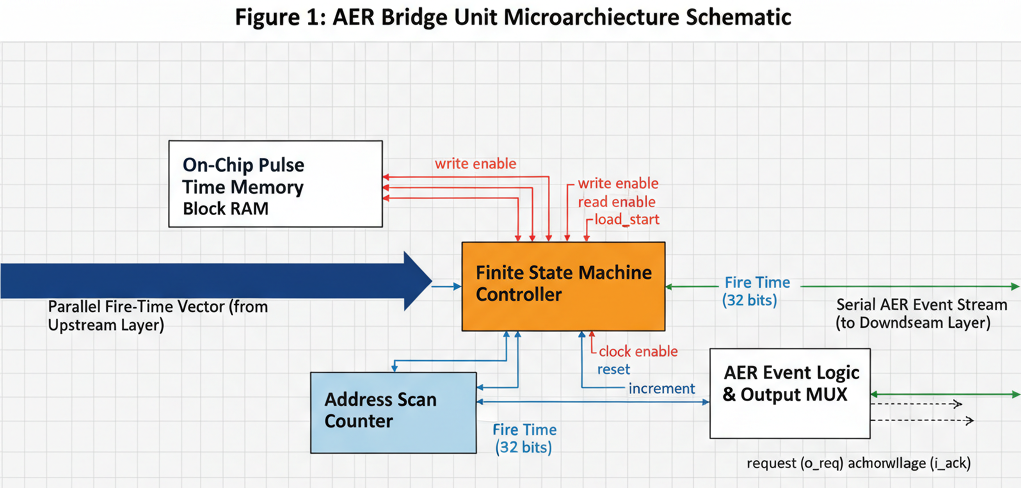 Figure 1: AER Bridge Unit Microarchiecture Schematic
On-Chip Pulse
Time Memory
Block RAM
write enable
write enable
read enable
load_start
Finite State Machine
Controller
Parallel Fire-Time Vector (from
Upstream Layer)
Fire Time
(32 bits)
Serial AER Event Stream
(to Downdseam Layer)
clock enable
reset
increment
Address Scan
Counter
Fire Time
(32 bits)
AER Event Logic
& Output MUX
request (o_req) achmorwllage (i_ack)